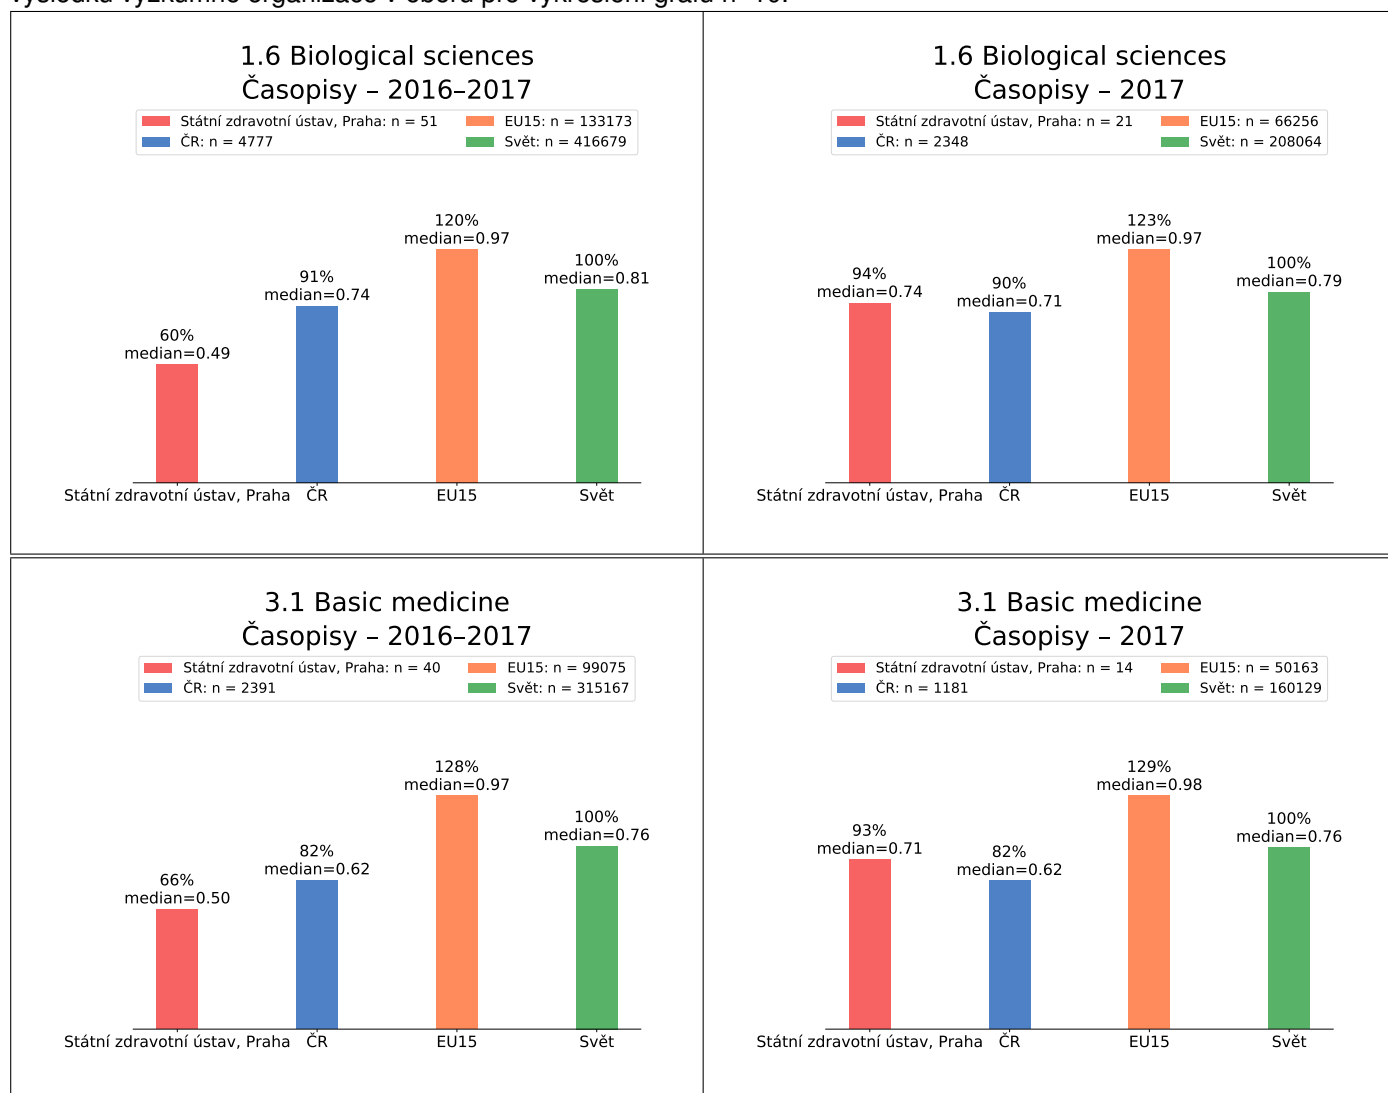 výsledků výzkumné organizace v oboru pro vykreslení grafu n=10.
1.6 Biological sciences
Časopisy – 2016–2017
Státní zdravotní ústav, Praha: n = 51
EU15: n = 133173
ČR: n = 4777
Svět: n = 416679
60%
median=0.49
91%
median=0.74
120%
median=0.97
100%
median=0.81
Státní zdravotní ústav, Praha
ČR
EU15
Svět
1.6 Biological sciences
Časopisy – 2017
Státní zdravotní ústav, Praha: n = 21
EU15: n = 66256
ČR: n = 2348
Svět: n = 208064
94%
median=0.74
90%
median=0.71
123%
median=0.97
100%
median=0.79
Státní zdravotní ústav, Praha
ČR
EU15
Svět
3.1 Basic medicine
Časopisy – 2016–2017
Státní zdravotní ústav, Praha: n = 40
EU15: n = 99075
ČR: n = 2391
Svět: n = 315167
66%
median=0.50
82%
median=0.62
128%
median=0.97
100%
median=0.76
Státní zdravotní ústav, Praha
ČR
EU15
Svět
3.1 Basic medicine
Časopisy – 2017
Státní zdravotní ústav, Praha: n = 14
EU15: n = 50163
ČR: n = 1181
Svět: n = 160129
93%
median=0.71
82%
median=0.62
129%
median=0.98
100%
median=0.76
Státní zdravotní ústav, Praha
ČR
EU15
Svět